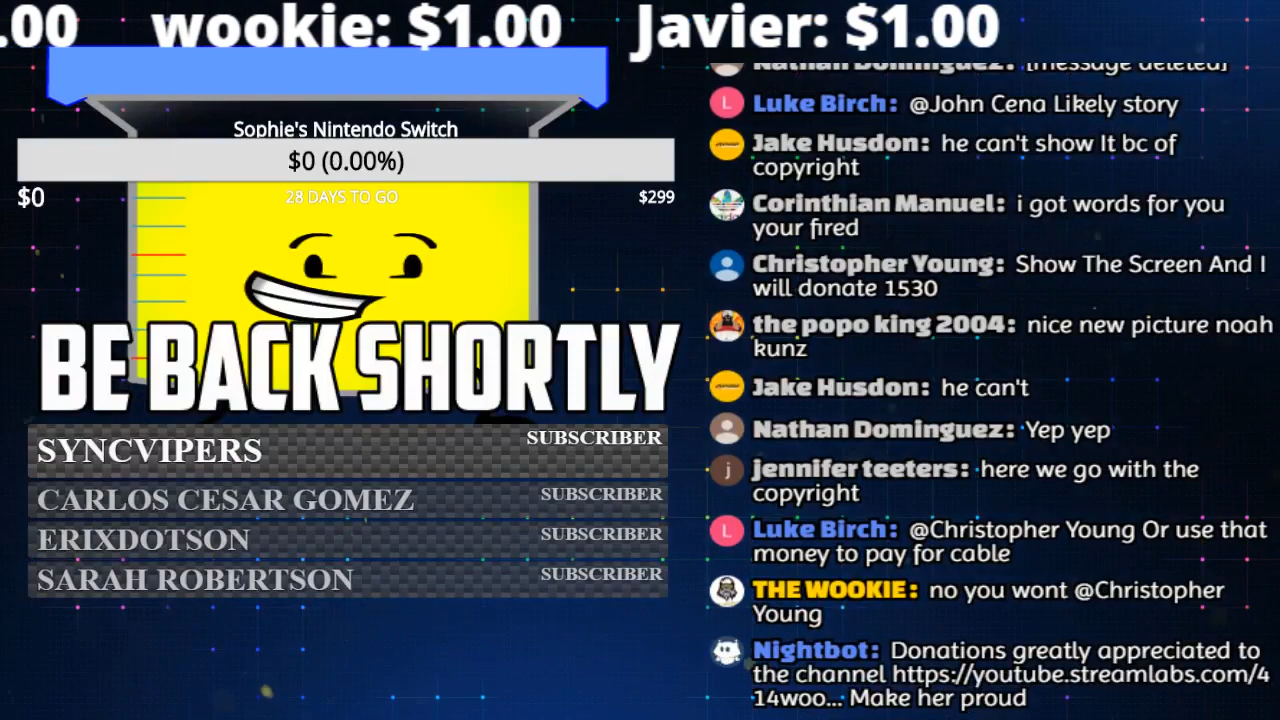 .00 wookie: $1.00 Javier: $1.00
Sophie's Nintendo Switch
$0 (0.00%)
$0 28 DAYS TO GO $299
BE BACK SHORTLY
SYNCVIPERS SUBSCRIBER
CARLOS CESAR GOMEZ SUBSCRIBER
ERIXDOTSON SUBSCRIBER
SARAH ROBERTSON SUBSCRIBER
Nathan Dominguez: [message deleted]
L Luke Birch: @John Cena Likely story
Jake Husdon: he can't show It bc of
copyright
Corinthian Manuel: i got words for you
your fired
Christopher Young: Show The Screen And I
will donate 1530
the popo king 2004: nice new picture noah
kunz
Jake Husdon: he can't
Nathan Dominguez: Yep yep
j jennifer teeters: here we go with the
copyright
L Luke Birch: @Christopher Young Or use that
money to pay for cable
THE WOOKIE: no you wont @Christopher
Young
Nightbot: Donations greatly appreciated to
the channel https://youtube.streamlabs.com/4
14woo... Make her proud